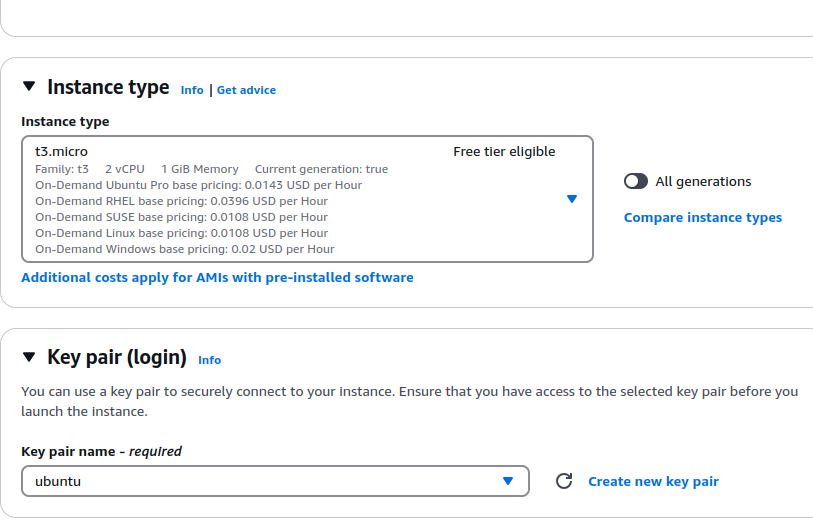 Instance type Info | Get advice
Instance type
t3.micro Free tier eligible
Family: t3 2 vCPU 1 GiB Memory Current generation: true
On-Demand Ubuntu Pro base pricing: 0.0143 USD per Hour
On-Demand RHEL base pricing: 0.0396 USD per Hour
On-Demand SUSE base pricing: 0.0108 USD per Hour
On-Demand Linux base pricing: 0.0108 USD per Hour
On-Demand Windows base pricing: 0.02 USD per Hour
All generations
Compare instance types
Additional costs apply for AMIs with pre-installed software
Key pair (login) Info
You can use a key pair to securely connect to your instance. Ensure that you have access to the selected key pair before you
launch the instance.
Key pair name - required
ubuntu
Create new key pair